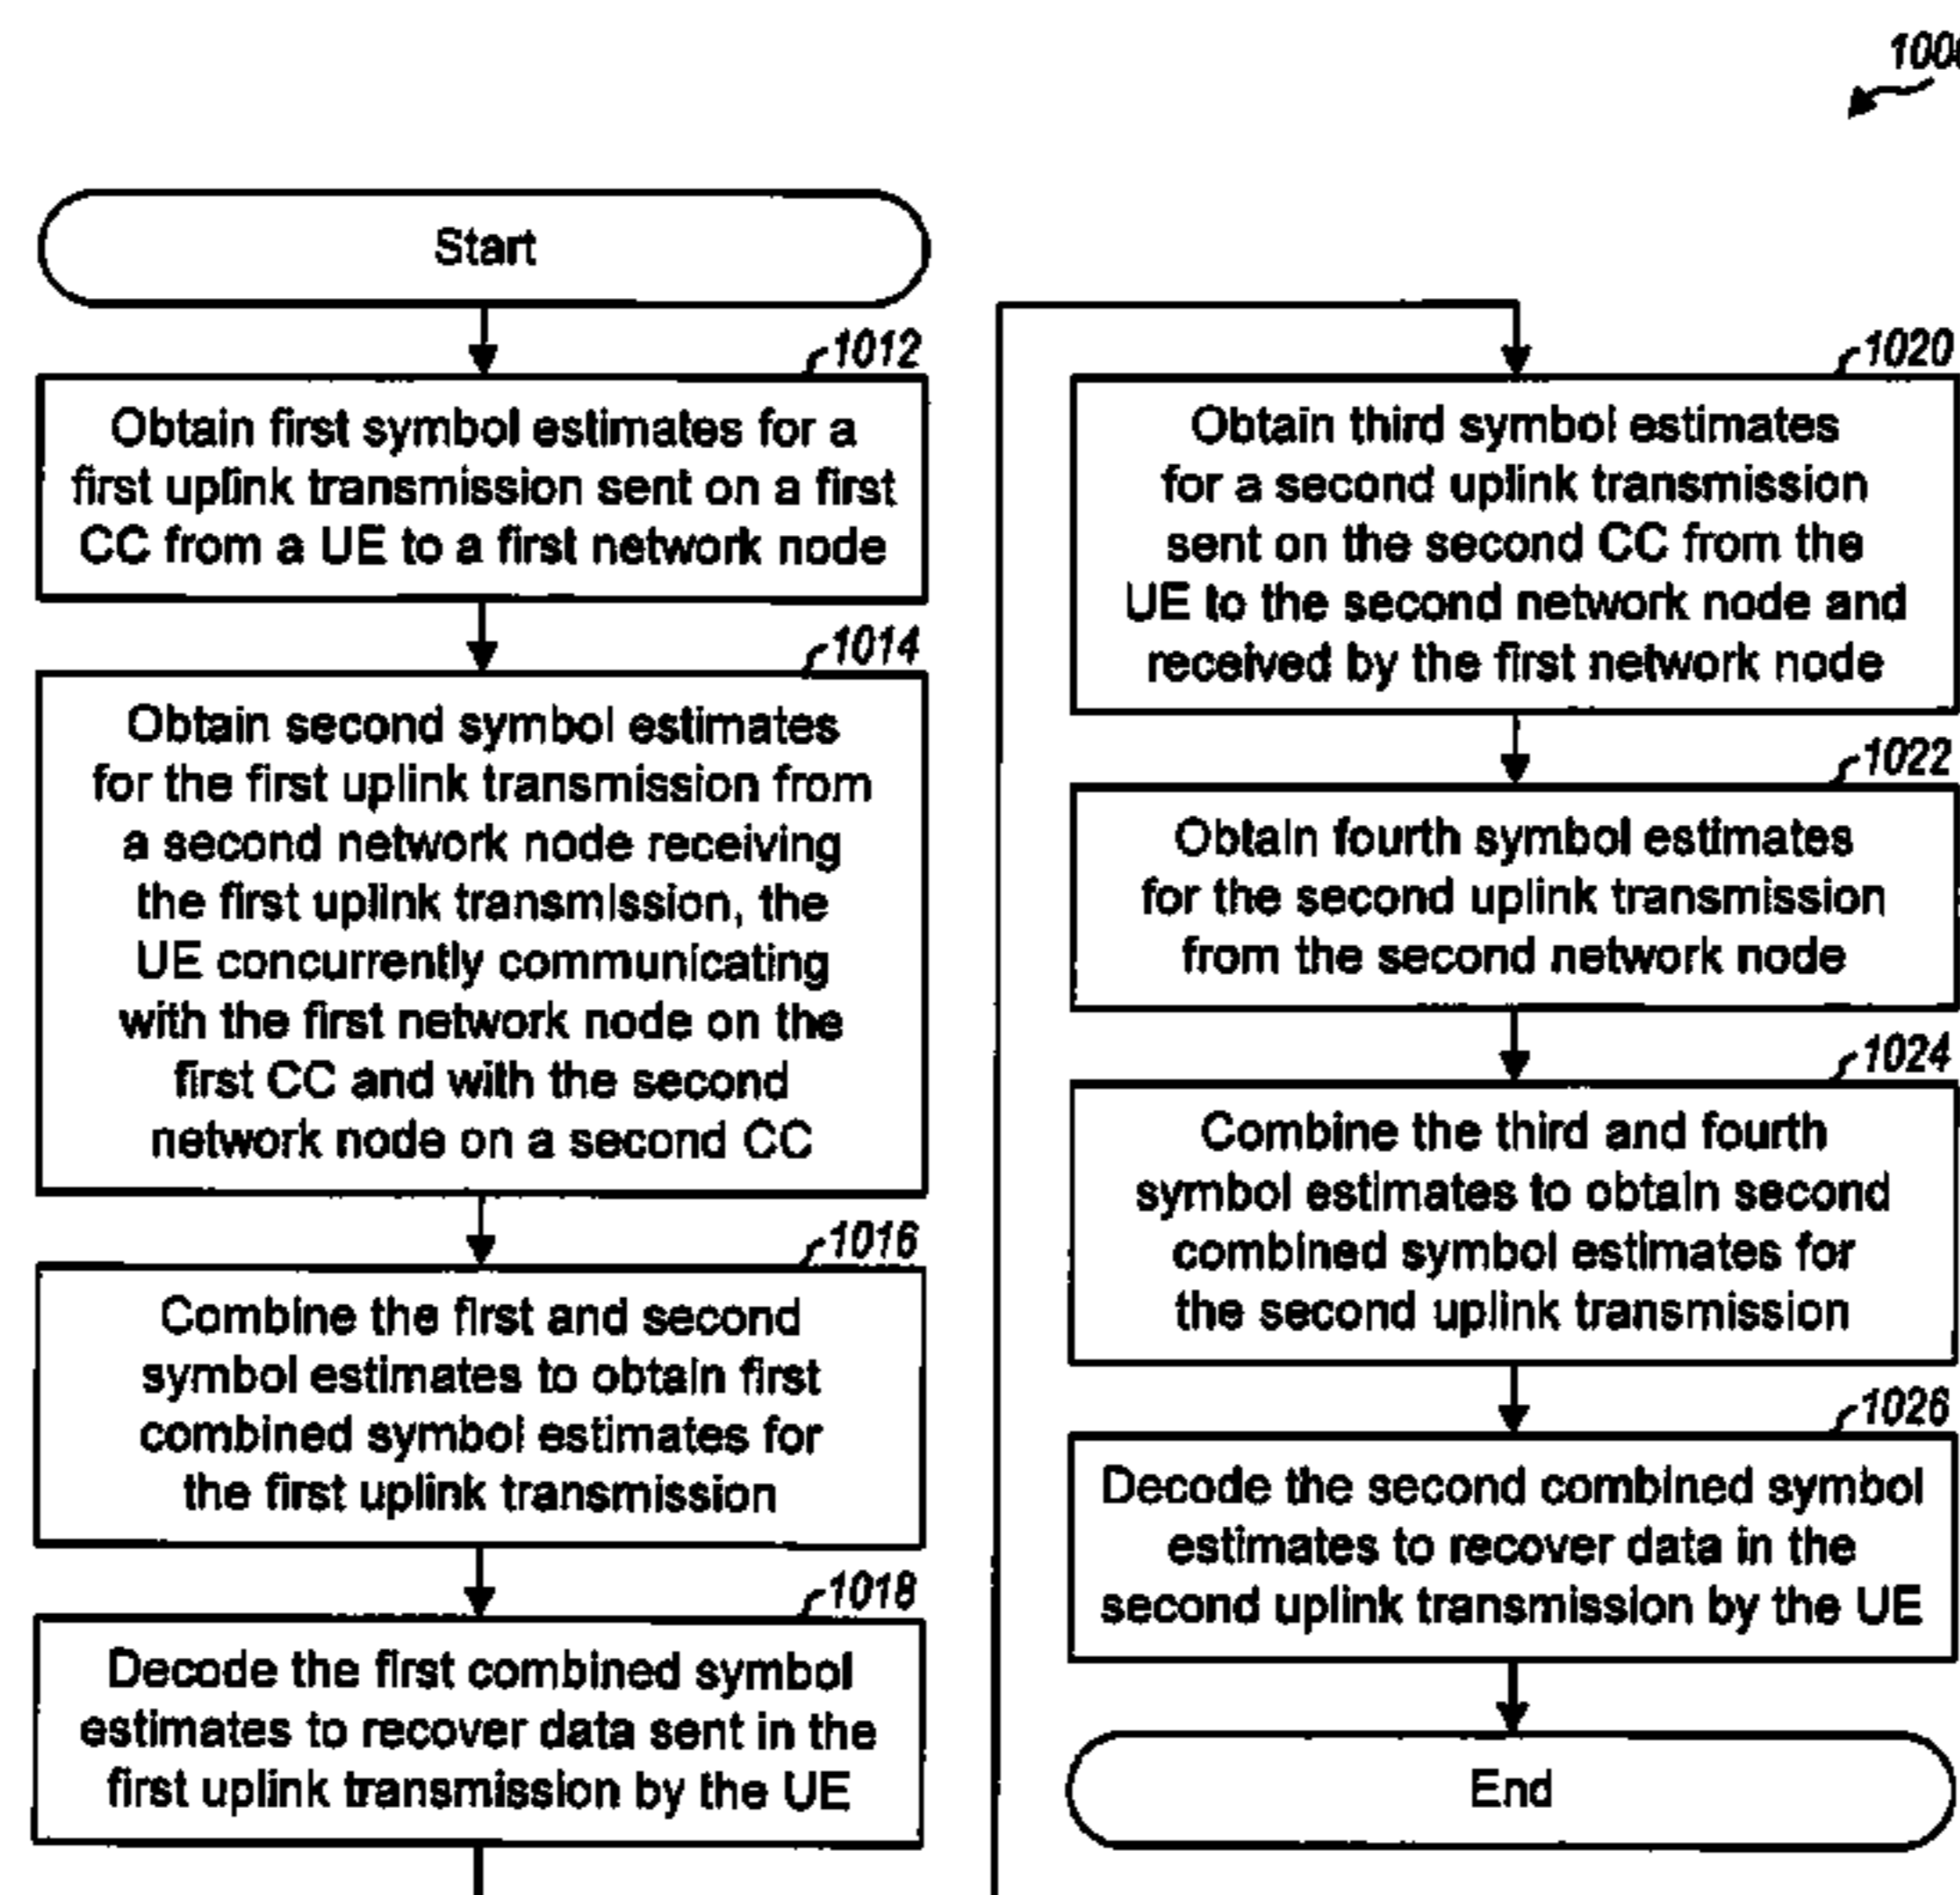 Start
1012
Obtain first symbol estimates for a
first uplink transmission sent on a first
CC from a UE to a first network node
1014
Obtain second symbol estimates
for the first uplink transmission from
a second network node receiving
the first uplink transmission, the
UE concurrently communicating
with the first network node on the
first CC and with the second
network node on a second CC
1016
Combine the first and second
symbol estimates to obtain first
combined symbol estimates for
the first uplink transmission
1018
Decode the first combined symbol
estimates to recover data sent in the
first uplink transmission by the UE
1020
Obtain third symbol estimates
for a second uplink transmission
sent on the second CC from the
UE to the second network node and
received by the first network node
1022
Obtain fourth symbol estimates
for the second uplink transmission
from the second network node
1024
Combine the third and fourth
symbol estimates to obtain second
combined symbol estimates for
the second uplink transmission
1026
Decode the second combined symbol
estimates to recover data in the
second uplink transmission by the UE
End